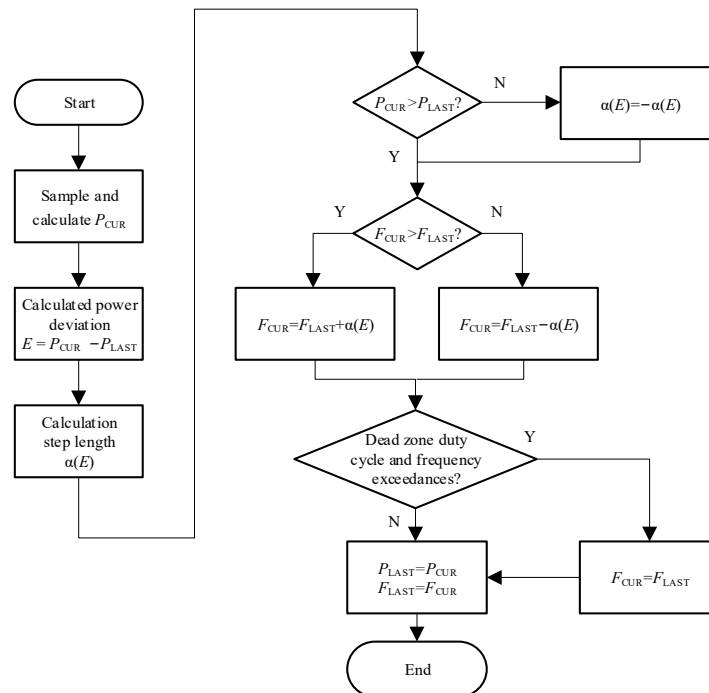 Start
Sample and
calculate P_CUR
Calculated power
deviation
E = P_CUR − P_LAST
Calculation
step length
α(E)
P_CUR>P_LAST?
N
α(E)=−α(E)
Y
Y
F_CUR>F_LAST?
N
F_CUR=F_LAST+α(E)
F_CUR=F_LAST−α(E)
Dead zone duty
cycle and frequency
exceedances?
Y
N
P_LAST=P_CUR
F_LAST=F_CUR
F_CUR=F_LAST
End